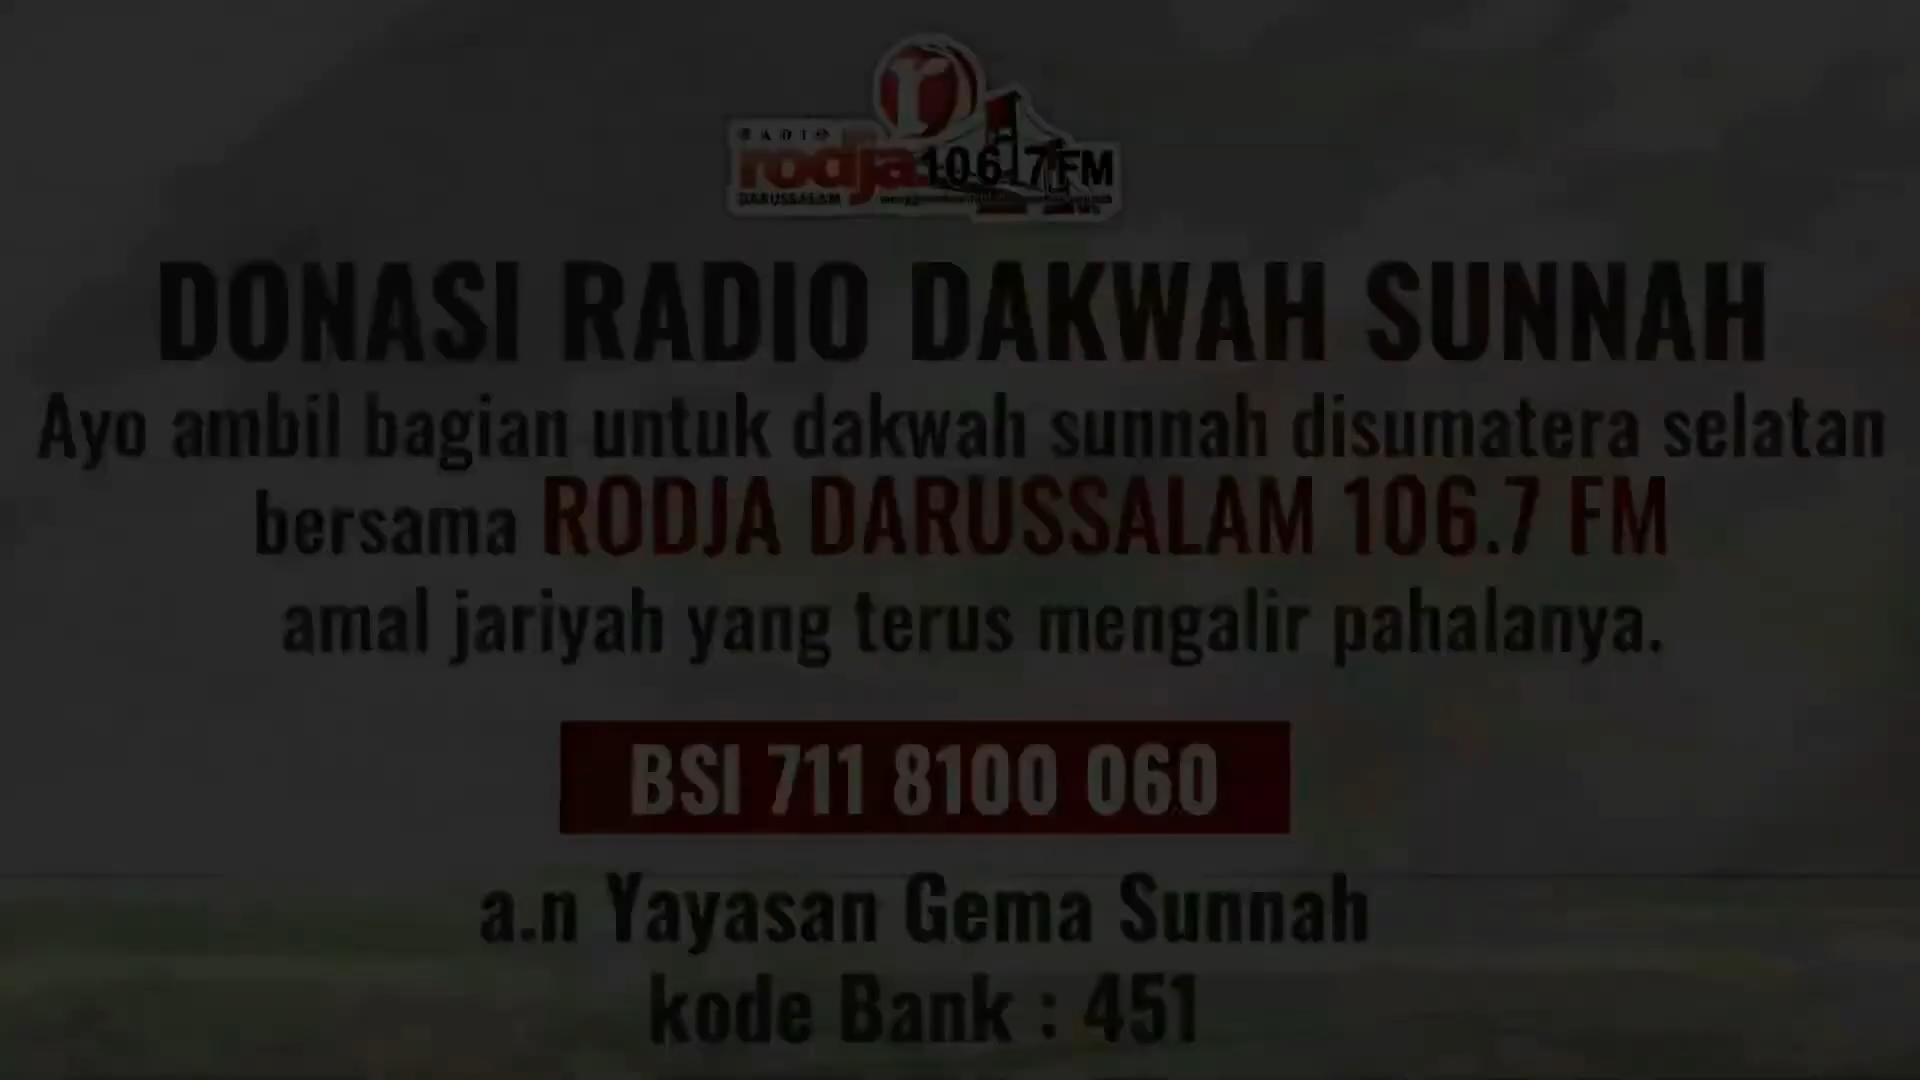 RADIO
rodja 106.7 FM
DARUSSALAM
DONASI RADIO DAKWAH SUNNAH
Ayo ambil bagian untuk dakwah sunnah disumatera selatan
bersama RODJA DARUSSALAM 106.7 FM
amal jariyah yang terus mengalir pahalanya.
BSI 711 8100 060
a.n Yayasan Gema Sunnah
kode Bank : 451